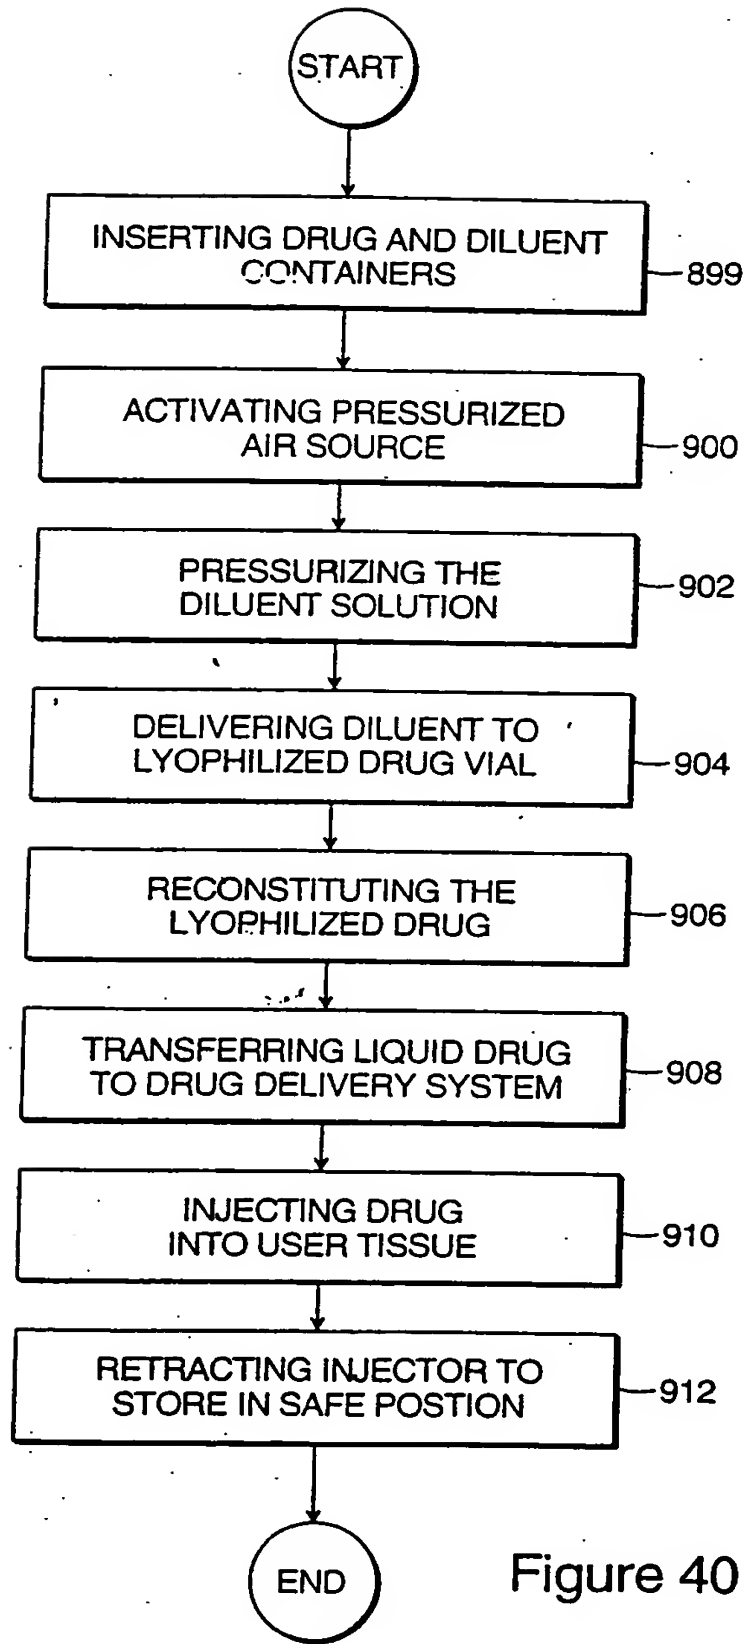 START
INSERTING DRUG AND DILUENT
CONTAINERS
899
ACTIVATING PRESSURIZED
AIR SOURCE
900
PRESSURIZING THE
DILUENT SOLUTION
902
DELIVERING DILUENT TO
LYOPHILIZED DRUG VIAL
904
RECONSTITUTING THE
LYOPHILIZED DRUG
906
TRANSFERRING LIQUID DRUG
TO DRUG DELIVERY SYSTEM
908
INJECTING DRUG
INTO USER TISSUE
910
RETRACTING INJECTOR TO
STORE IN SAFE POSTION
912
END
Figure 40